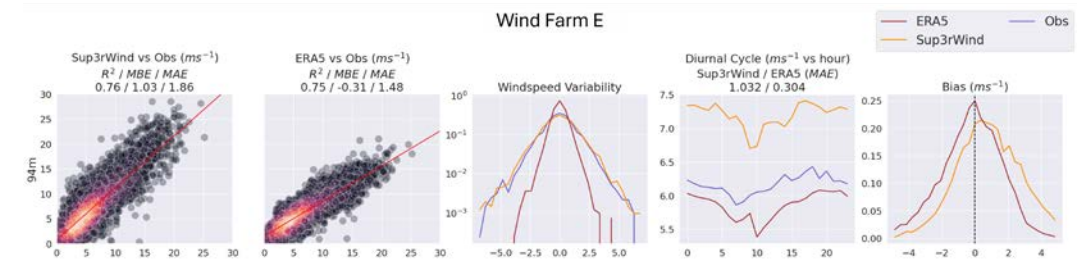 Wind Farm E
ERA5
Obs
Sup3rWind
Sup3rWind vs Obs (ms⁻¹)
R² / MBE / MAE
0.76 / 1.03 / 1.86
94m
30
25
20
15
10
5
0
0 5 10 15 20 25 30
ERA5 vs Obs (ms⁻¹)
R² / MBE / MAE
0.75 / -0.31 / 1.48
0 5 10 15 20 25 30
Windspeed Variability
10⁰
10⁻¹
10⁻²
10⁻³
−5.0 −2.5 0.0 2.5 5.0
Diurnal Cycle (ms⁻¹ vs hour)
Sup3rWind / ERA5 (MAE)
1.032 / 0.304
7.5
7.0
6.5
6.0
5.5
0 5 10 15 20
Bias (ms⁻¹)
0.25
0.20
0.15
0.10
0.05
0.00
−4 −2 0 2 4